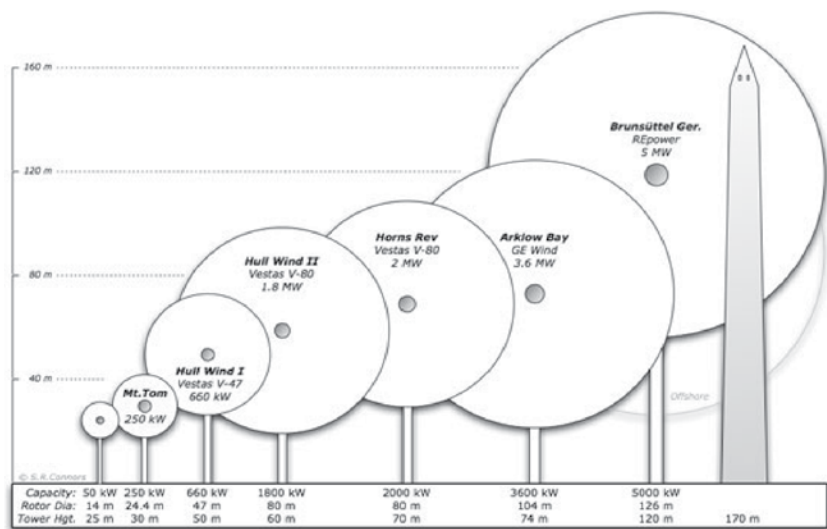 160 m
Brunsüttel Ger.
REpower
5 MW
120 m
Horns Rev
Vestas V-80
2 MW
Arklow Bay
GE Wind
3.6 MW
Hull Wind II
Vestas V-80
1.8 MW
80 m
Hull Wind I
Vestas V-47
660 kW
40 m
Mt.Tom
250 kW
Offshore
© S.R.Connors
Capacity: 50 kW 250 kW 660 kW 1800 kW 2000 kW 3600 kW 5000 kW
Rotor Dia: 14 m 24.4 m 47 m 80 m 80 m 104 m 126 m
Tower Hgt. 25 m 30 m 50 m 60 m 70 m 74 m 120 m 170 m